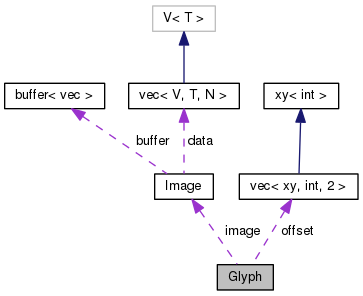 V< T >
buffer< vec >
vec< V, T, N >
xy< int >
buffer
data
Image
vec< xy, int, 2 >
image
offset
Glyph